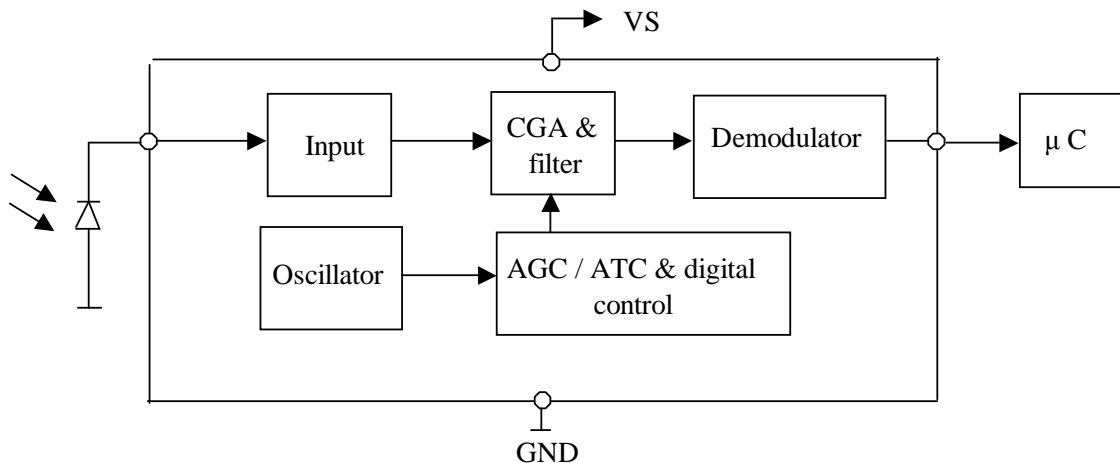 VS
Input
CGA &
filter
Demodulator
μ C
Oscillator
AGC / ATC & digital
control
GND